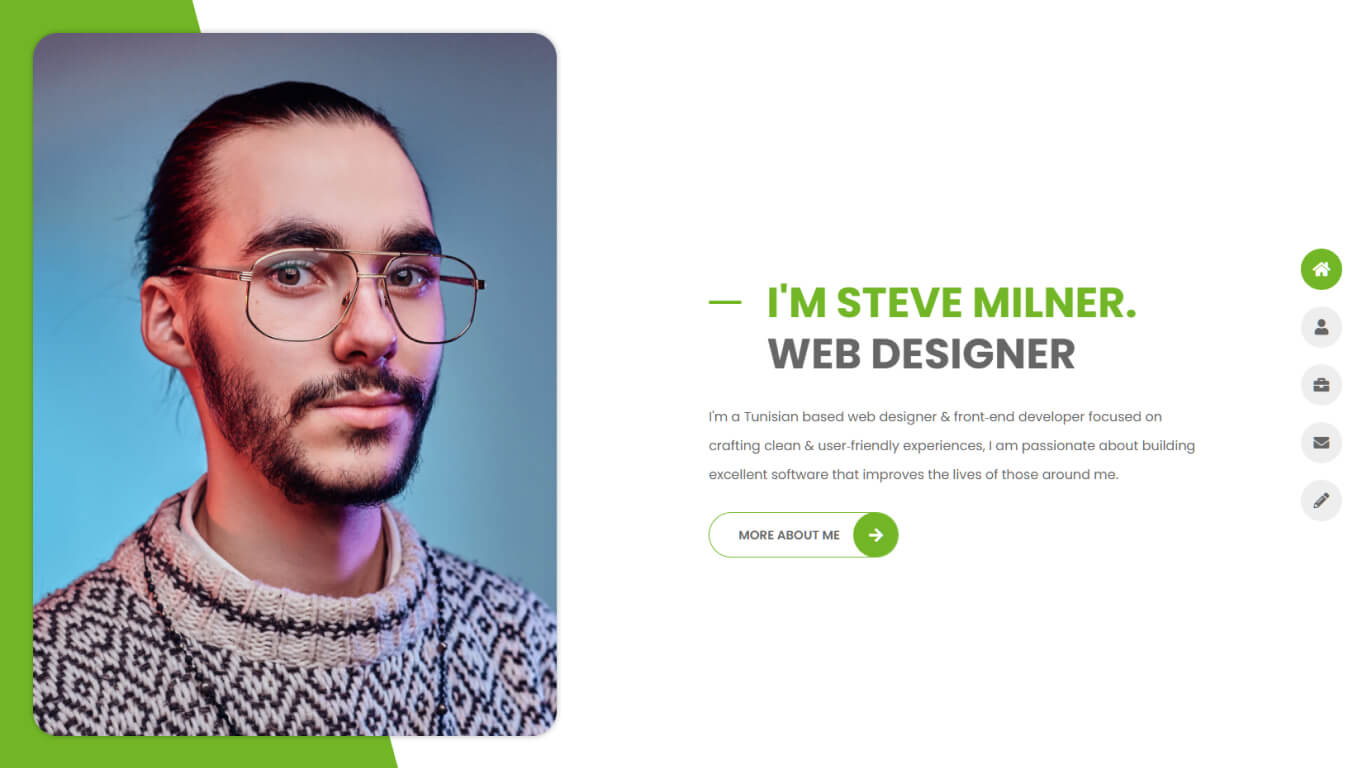 I'M STEVE MILNER.
WEB DESIGNER
I'm a Tunisian based web designer & front-end developer focused on
crafting clean & user-friendly experiences, I am passionate about building
excellent software that improves the lives of those around me.
MORE ABOUT ME